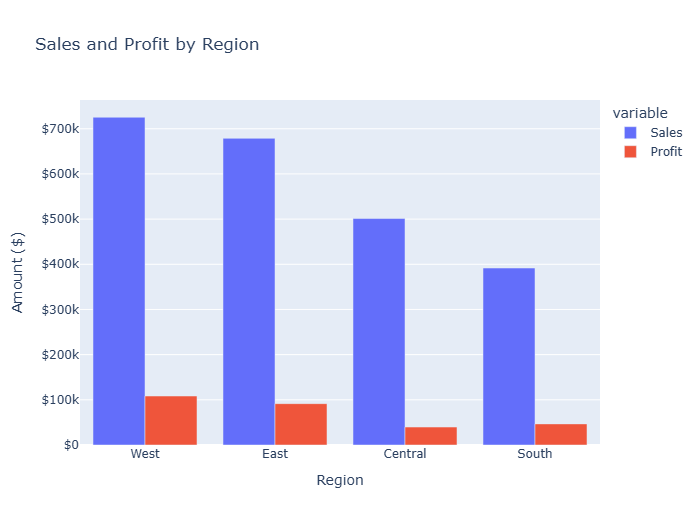 Sales and Profit by Region
variable
Sales
Profit
$700k
$600k
$500k
$400k
$300k
$200k
$100k
$0
Amount ($)
West East Central South
Region